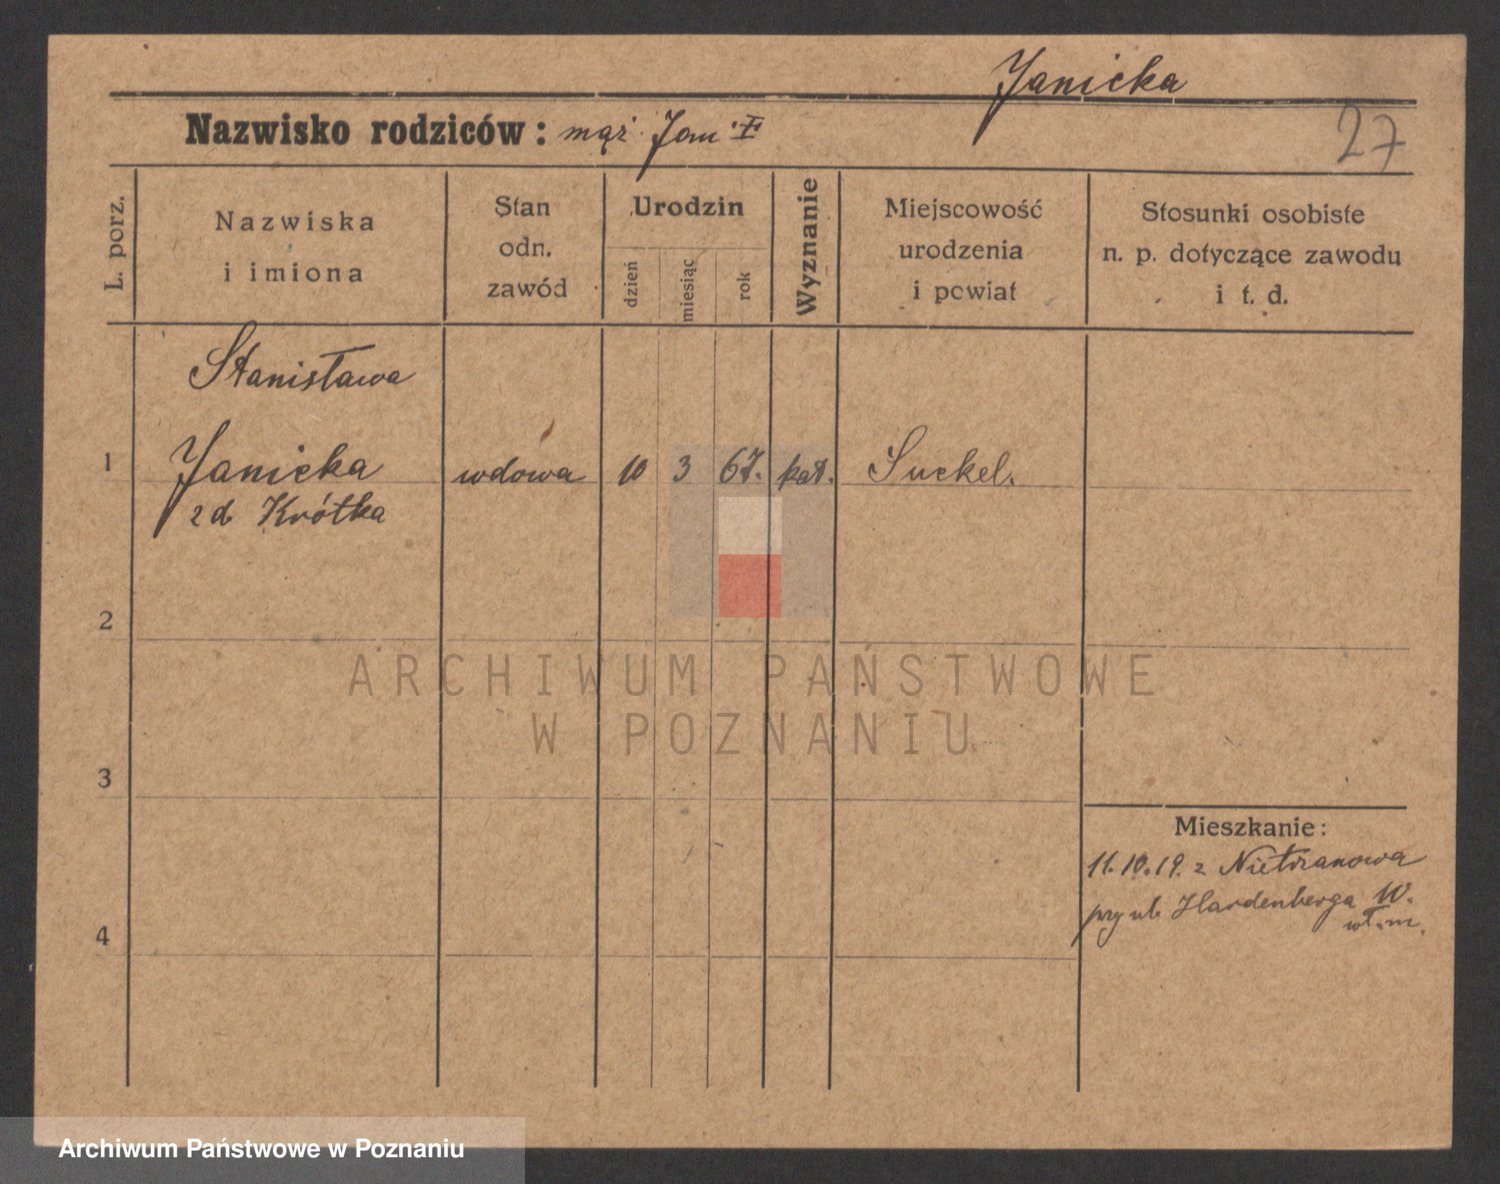 Janicka
Nazwisko rodziców: mąż Jan F
27
L. porz.
Nazwiska
i imiona
Stan
odn.
zawód
Urodzin
dzień
miesiąc
rok
Wyznanie
Miejscowość
urodzenia
i powiat
Stosunki osobiste
n. p. dotyczące zawodu
i t. d.
Stanisława
1 Janicka wdowa 10 3 67. kat. Suckel.
zd. Krótka
2
ARCHIWUM PAŃSTWOWE
W POZNANIU
3
Mieszkanie:
11.10.19. z Nietrzanowa
przy ul. Hardenberga 10.
wł. m.
4
Archiwum Państwowe w Poznaniu